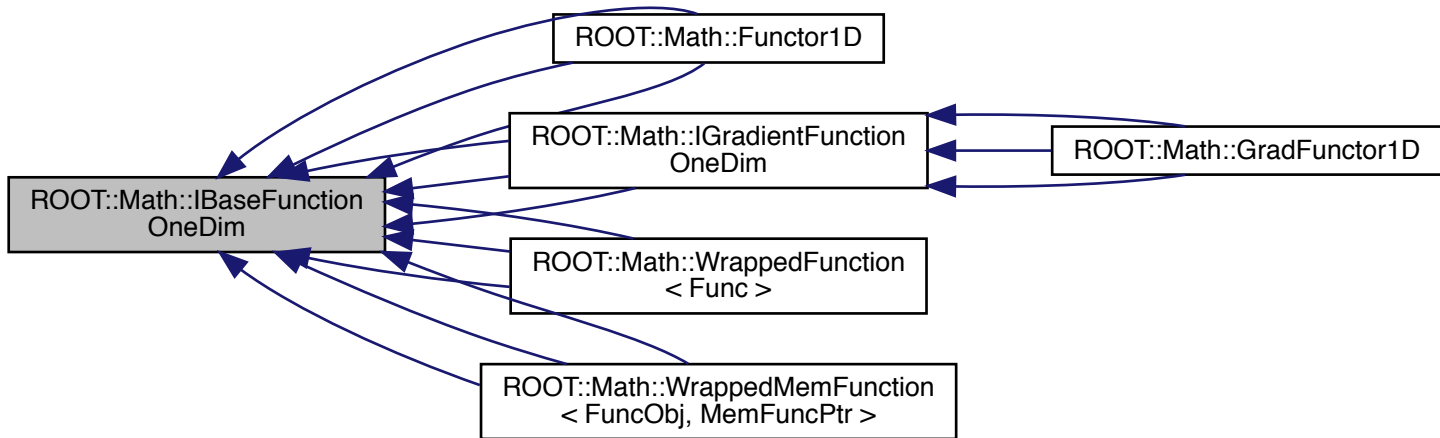 ROOT::Math::Functor1D
ROOT::Math::IGradientFunction
OneDim
ROOT::Math::GradFunctor1D
ROOT::Math::IBaseFunction
OneDim
ROOT::Math::WrappedFunction
< Func >
ROOT::Math::WrappedMemFunction
< FuncObj, MemFuncPtr >